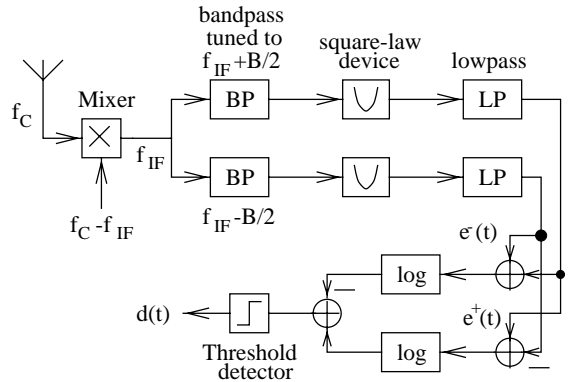 bandpass
tuned to
f_IF+B/2
square-law
device
lowpass
Mixer
f_C
f_IF
BP
LP
BP
LP
f_IF-B/2
f_C-f_IF
e⁻(t)
log
d(t)
e⁺(t)
log
Threshold
detector